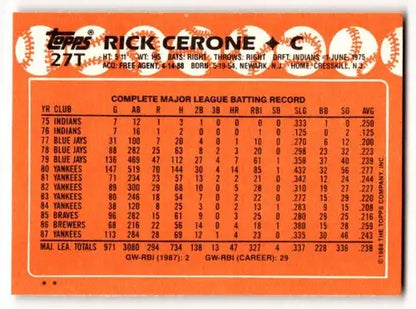 Topps
27T
RICK CERONE ✦ C
HT: 5'11" WT: 195 BATS: RIGHT THROWS: RIGHT DRFT: INDIANS #1-JUNE, 1975
ACQ: FREE AGENT, 4-14-88 BORN: 5-19-54, NEWARK, N.J. HOME: CRESSKILL, N.J.
COMPLETE MAJOR LEAGUE BATTING RECORD
YR CLUB G AB R H 2B 3B HR RBI SB SLG BB SO AVG
75 INDIANS 7 12 1 3 1 0 0 0 0 .333 1 0 .250
76 INDIANS 7 16 1 2 0 0 0 1 0 .125 0 2 .125
77 BLUE JAYS 31 100 7 20 4 0 1 10 0 .270 6 12 .200
78 BLUE JAYS 88 282 25 63 8 2 3 20 0 .298 23 32 .223
79 BLUE JAYS 136 469 47 112 27 4 7 61 1 .358 37 40 .239
80 YANKEES 147 519 70 144 30 4 14 85 1 .432 32 56 .277
81 YANKEES 71 234 23 57 13 2 2 21 0 .342 12 24 .244
82 YANKEES 89 300 29 68 10 0 5 28 0 .310 19 27 .227
83 YANKEES 80 246 18 54 7 0 2 22 0 .272 15 29 .220
84 YANKEES 38 120 8 25 3 0 2 13 1 .283 9 15 .208
85 BRAVES 96 282 15 61 9 0 3 25 0 .280 29 25 .216
86 BREWERS 68 216 22 56 14 0 4 18 1 .380 15 28 .259
87 YANKEES 113 284 28 69 12 1 4 23 0 .335 30 46 .243
MAJ. LEA. TOTALS 971 3080 294 734 138 13 47 327 4 .337 228 336 .238
GW-RBI (1987): 2 GW-RBI (CAREER): 29
©1988 THE TOPPS COMPANY, INC.
* *